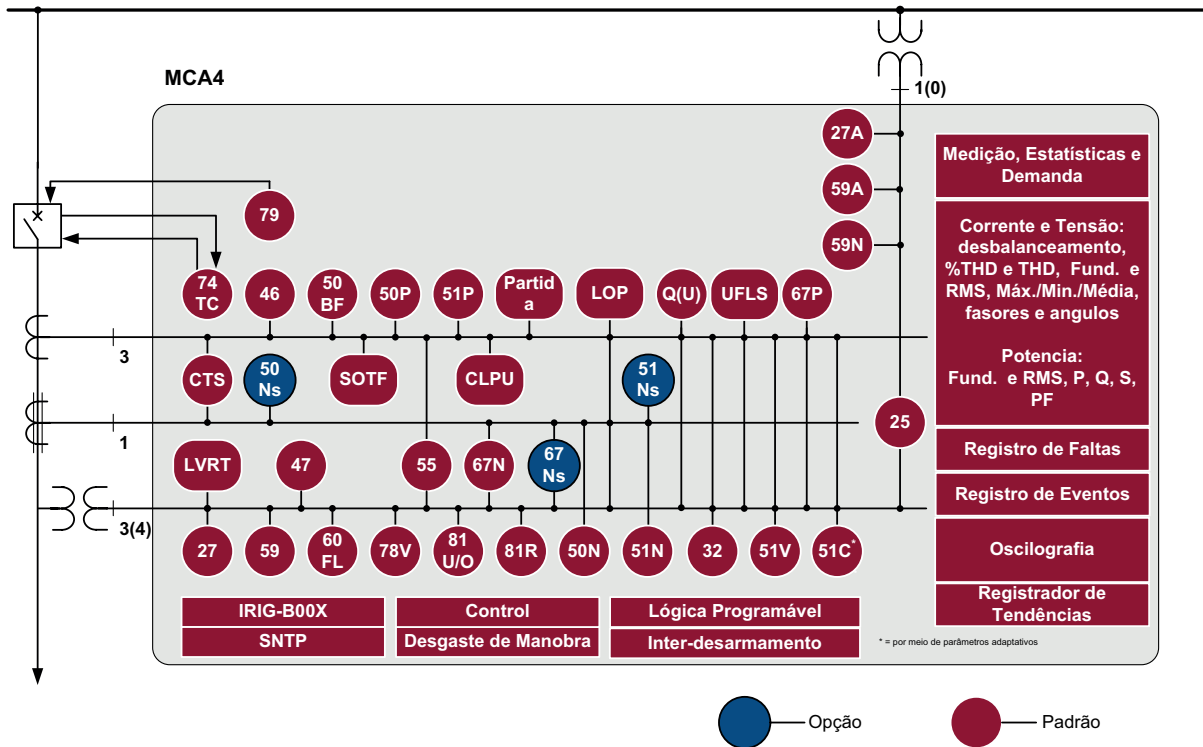 MCA4
1(0)
27A
59A
59N
79
74
TC
46
50
BF
50P
51P
Partid
a
LOP
Q(U)
UFLS
67P
3
CTS
50
Ns
SOTF
CLPU
51
Ns
25
1
LVRT
47
55
67N
67
Ns
3(4)
27
59
60
FL
78V
81
U/O
81R
50N
51N
32
51V
51C*
IRIG-B00X
SNTP
Control
Desgaste de Manobra
Lógica Programável
Inter-desarmamento
* = por meio de parâmetros adaptativos
Medição, Estatísticas e
Demanda
Corrente e Tensão:
desbalanceamento,
%THD e THD, Fund. e
RMS, Máx./Min./Média,
fasores e angulos
Potencia:
Fund. e RMS, P, Q, S,
PF
Registro de Faltas
Registro de Eventos
Oscilografia
Registrador de
Tendências
Opção
Padrão